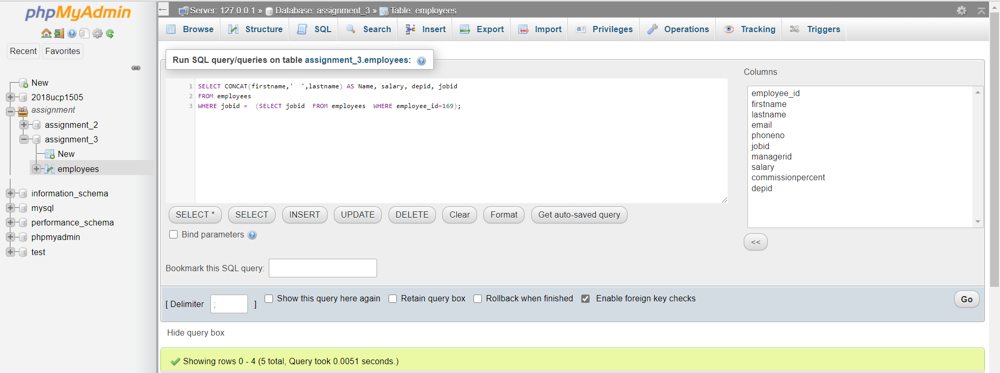 phpMyAdmin
Recent Favorites
New
2018ucp1505
assignment
assignment_2
assignment_3
New
employees
information_schema
mysql
performance_schema
phpmyadmin
test
Server: 127.0.0.1 » Database: assignment_3 » Table: employees
Browse Structure SQL Search Insert Export Import Privileges Operations Tracking Triggers
Run SQL query/queries on table assignment_3.employees:
1 SELECT CONCAT(firstname,'  ',lastname) AS Name, salary, depid, jobid
2 FROM employees
3 WHERE jobid =  (SELECT jobid  FROM employees  WHERE employee_id=169);
Columns
employee_id
firstname
lastname
email
phoneno
jobid
managerid
salary
commissionpercent
depid
<<
SELECT * SELECT INSERT UPDATE DELETE Clear Format Get auto-saved query
Bind parameters
Bookmark this SQL query:
[ Delimiter ; ] Show this query here again Retain query box Rollback when finished Enable foreign key checks Go
Hide query box
Showing rows 0 - 4 (5 total, Query took 0.0051 seconds.)